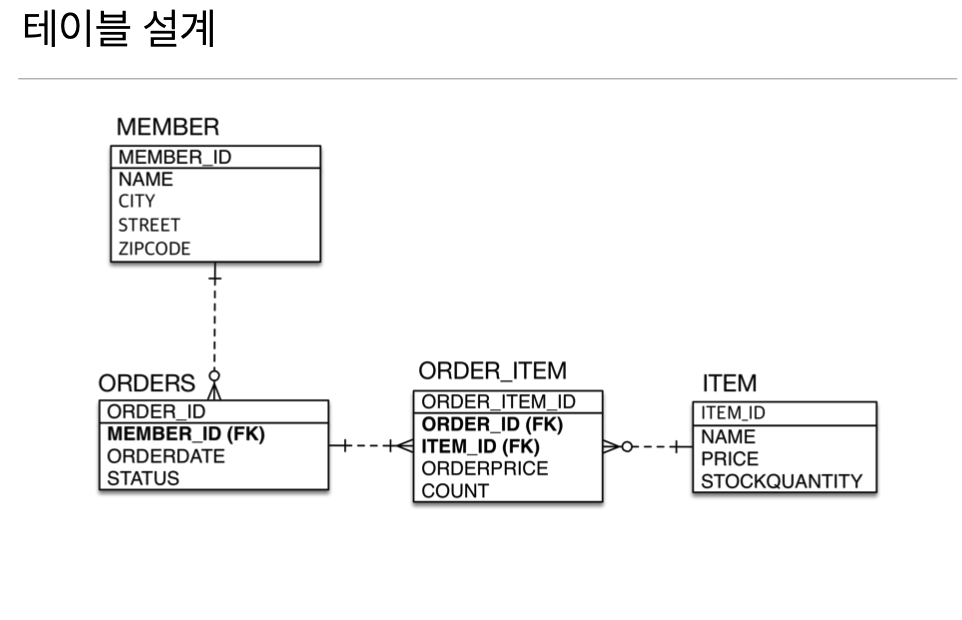 테이블 설계
MEMBER
MEMBER_ID
NAME
CITY
STREET
ZIPCODE
ORDERS
ORDER_ID
MEMBER_ID (FK)
ORDERDATE
STATUS
ORDER_ITEM
ORDER_ITEM_ID
ORDER_ID (FK)
ITEM_ID (FK)
ORDERPRICE
COUNT
ITEM
ITEM_ID
NAME
PRICE
STOCKQUANTITY